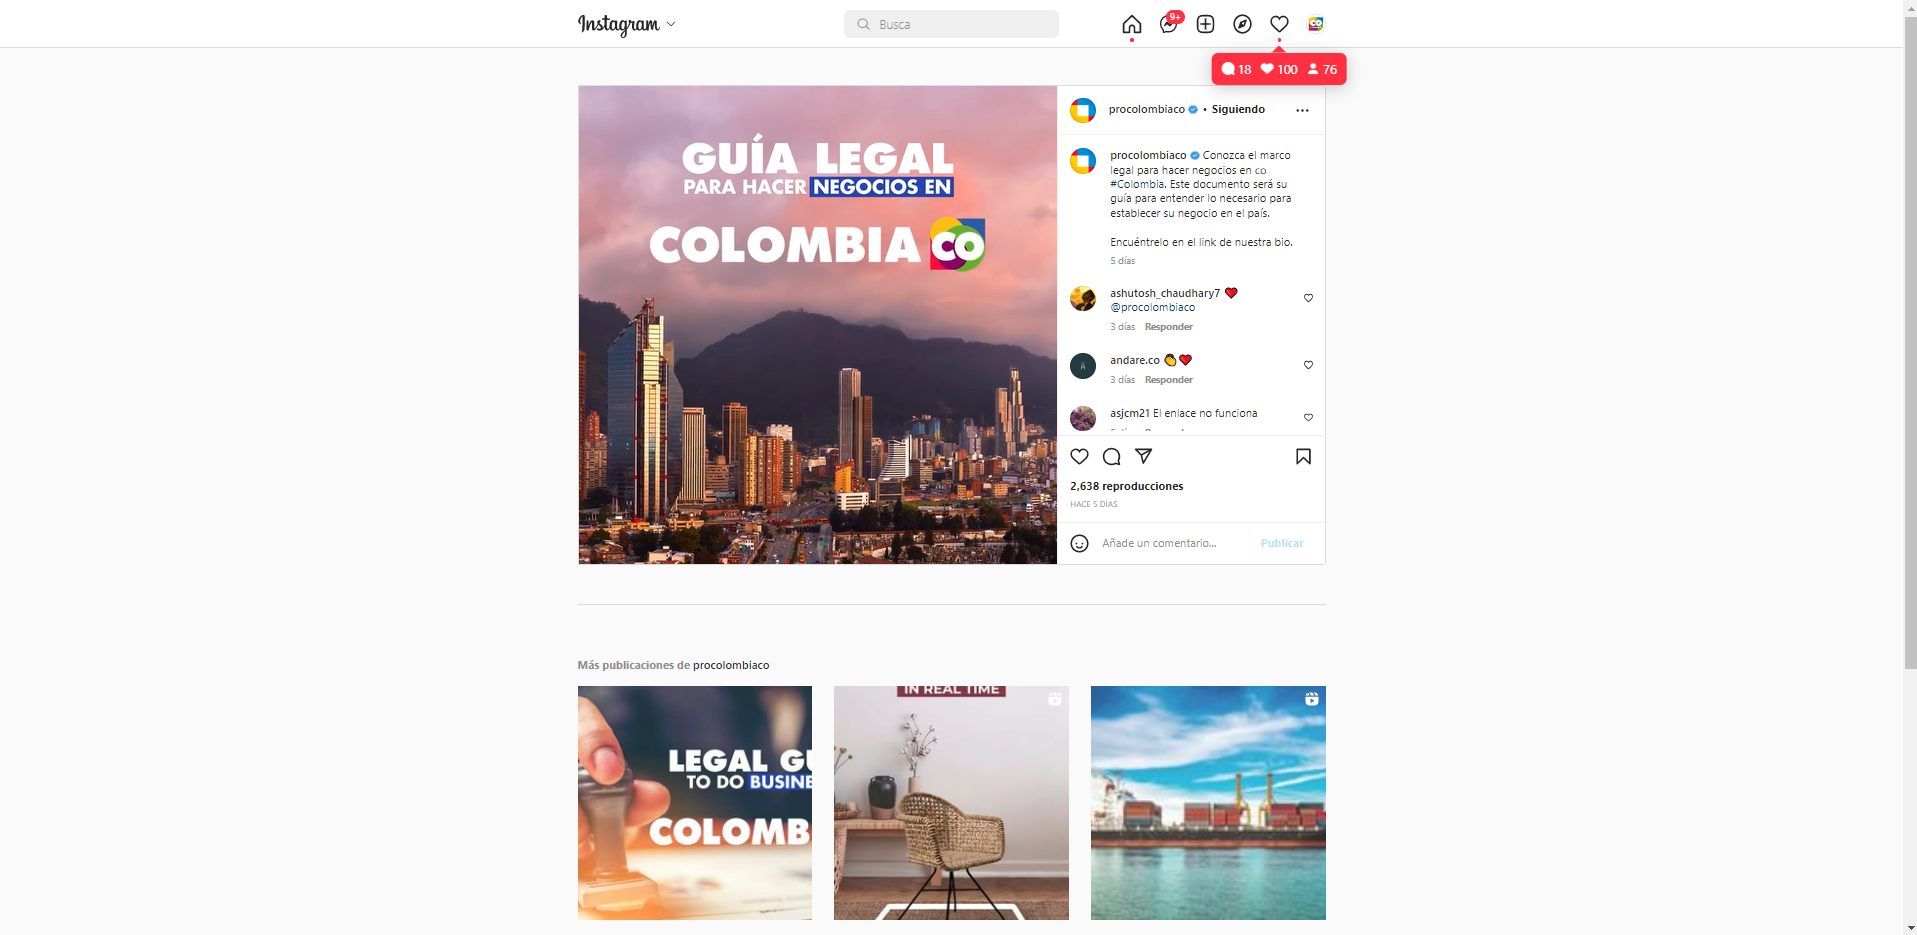 Instagram
Busca
9+
18 100 76
GUÍA LEGAL
PARA HACER NEGOCIOS EN
COLOMBIA CO
procolombiaco • Siguiendo
procolombiaco Conozca el marco
legal para hacer negocios en co
#Colombia. Este documento será su
guía para entender lo necesario para
establecer su negocio en el país.
Encuéntrelo en el link de nuestra bio.
5 días
ashutosh_chaudhary7 ❤️
@procolombiaco
3 días Responder
andare.co 👏❤️
3 días Responder
asjcm21 El enlace no funciona
2,638 reproducciones
HACE 5 DÍAS
Añade un comentario... Publicar
Más publicaciones de procolombiaco
LEGAL GU
TO DO BUSINE
COLOMB
IN REAL TIME